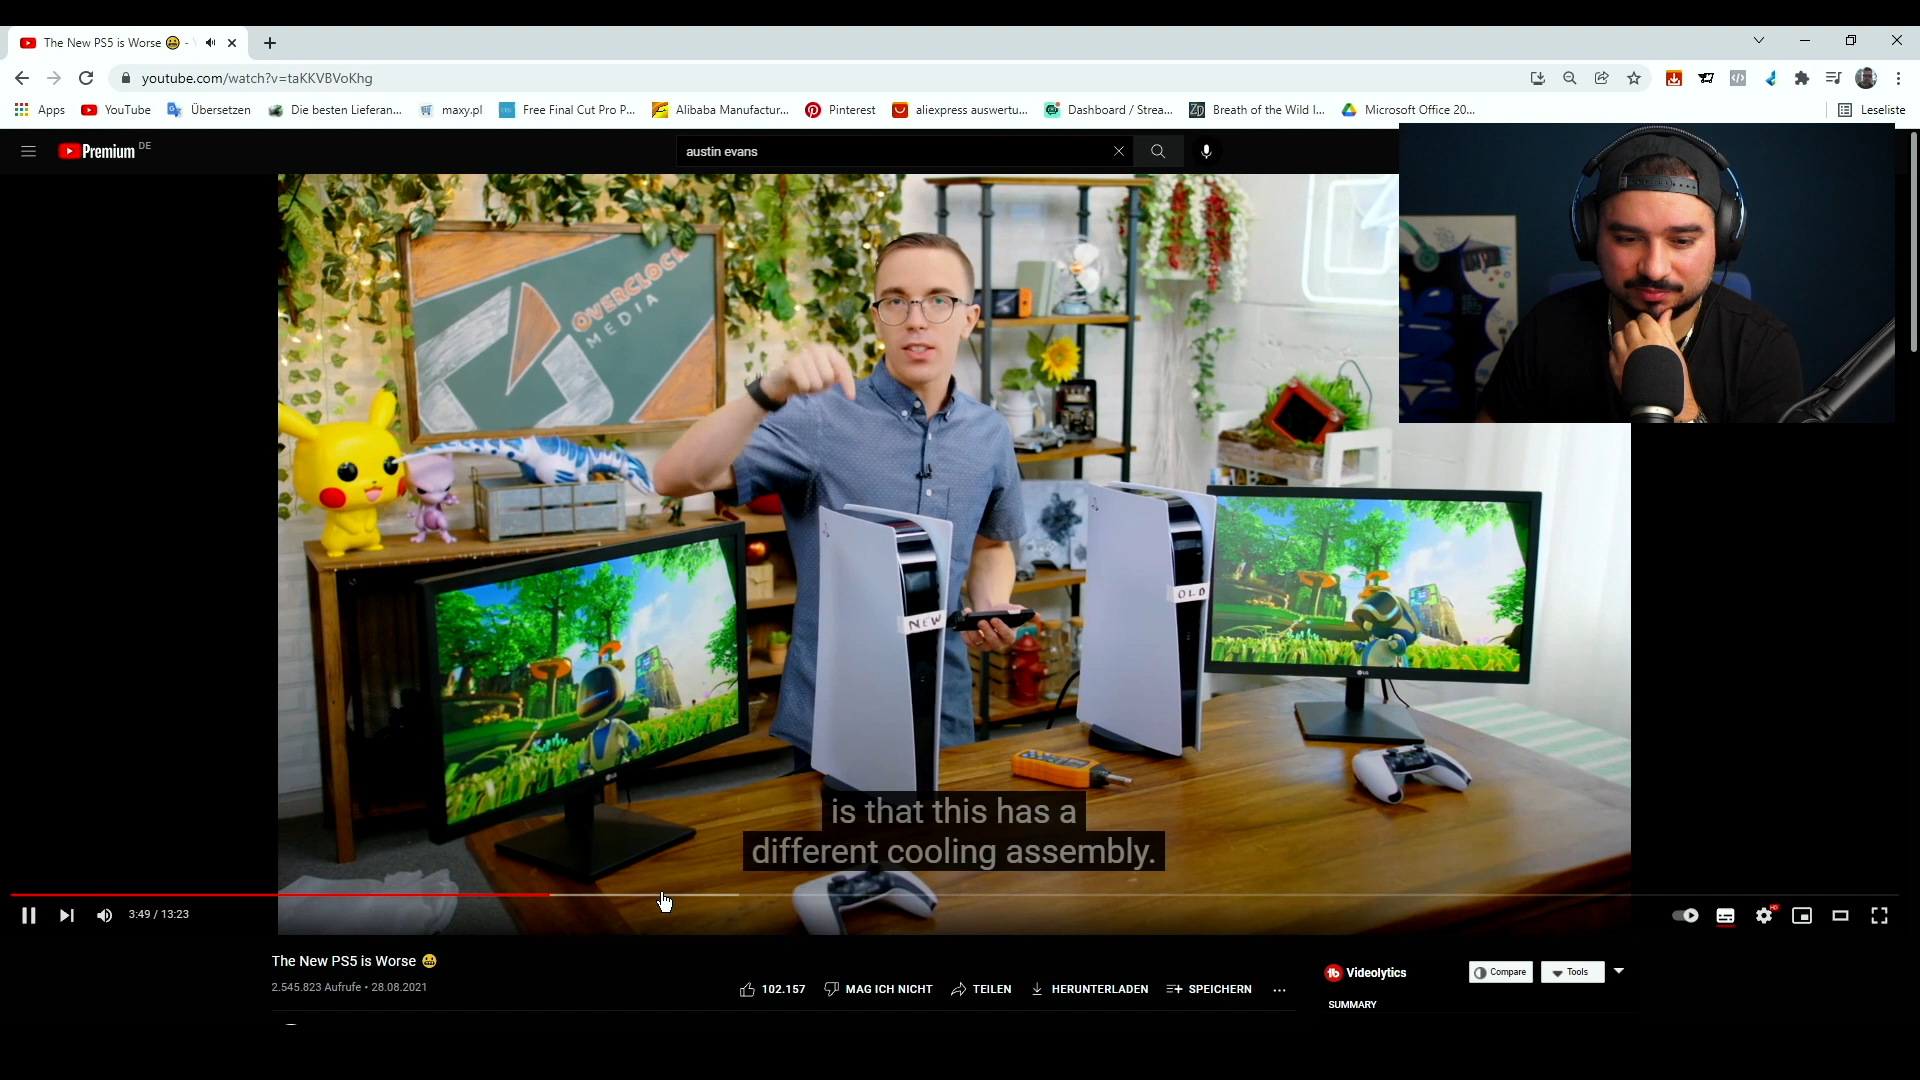 The New PS5 is Worse 😬 -
youtube.com/watch?v=taKKVBVoKhg
Apps
YouTube
Übersetzen
Die besten Lieferan...
maxy.pl
Free Final Cut Pro P...
Alibaba Manufactur...
Pinterest
aliexpress auswertu...
Dashboard / Strea...
Breath of the Wild I...
Microsoft Office 20...
Leseliste
Premium DE
austin evans
OVERCLOCK
MEDIA
NEW
OLD
LG
LG
is that this has a
different cooling assembly.
3:49 / 13:23
HD
The New PS5 is Worse 😬
2.545.823 Aufrufe • 28.08.2021
102.157
MAG ICH NICHT
TEILEN
HERUNTERLADEN
SPEICHERN
tb Videolytics
Compare
Tools
SUMMARY